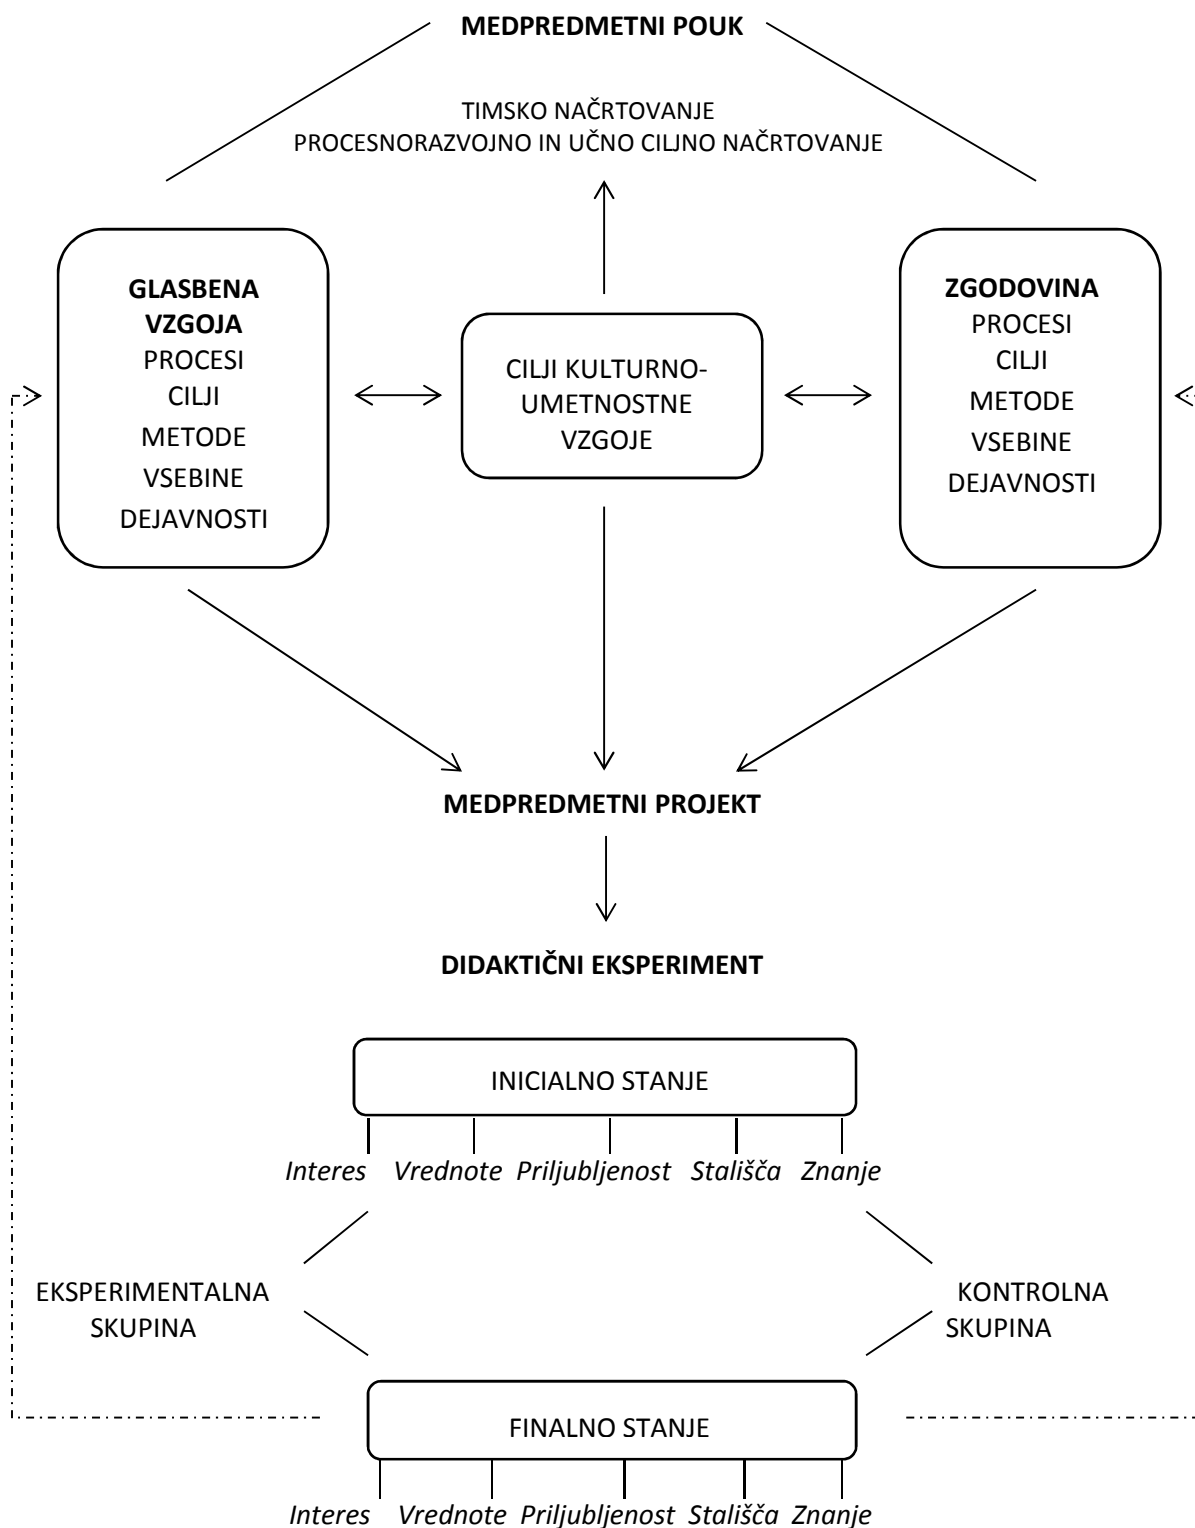 MEDPREDMETNI POUK
TIMSKO NAČRTOVANJE
PROCESNORAZVOJNO IN UČNO CILJNO NAČRTOVANJE
GLASBENA
VZGOJA
PROCESI
CILJI
METODE
VSEBINE
DEJAVNOSTI
CILJI KULTURNO-
UMETNOSTNE
VZGOJE
ZGODOVINA
PROCESI
CILJI
METODE
VSEBINE
DEJAVNOSTI
MEDPREDMETNI PROJEKT
DIDAKTIČNI EKSPERIMENT
INICIALNO STANJE
Interes Vrednote Priljubljenost Stališča Znanje
EKSPERIMENTALNA
SKUPINA
KONTROLNA
SKUPINA
FINALNO STANJE
Interes Vrednote Priljubljenost Stališča Znanje